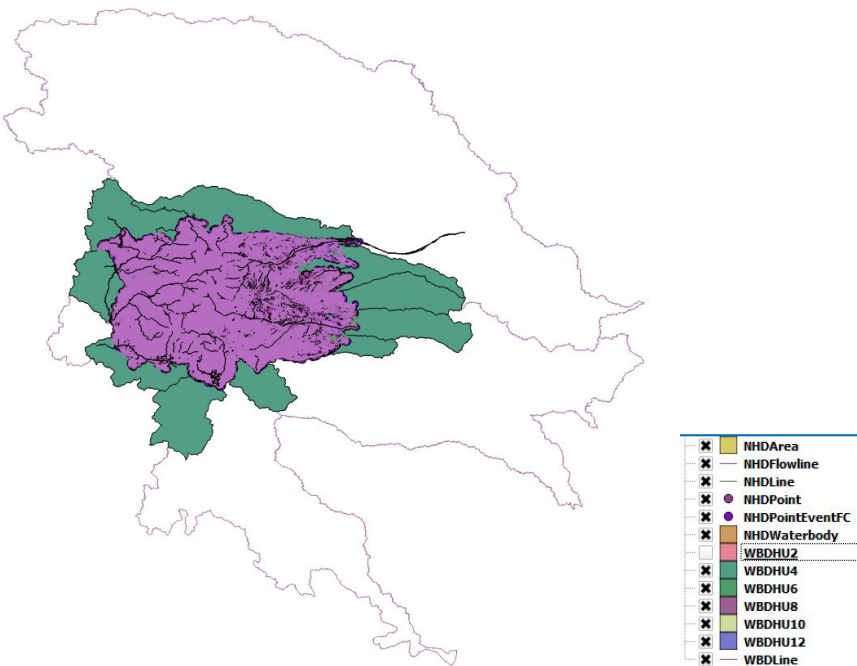 NHDArea
NHDFlowline
NHDLine
NHDPoint
NHDPointEventFC
NHDWaterbody
WBDHU2
WBDHU4
WBDHU6
WBDHU8
WBDHU10
WBDHU12
WBDLine